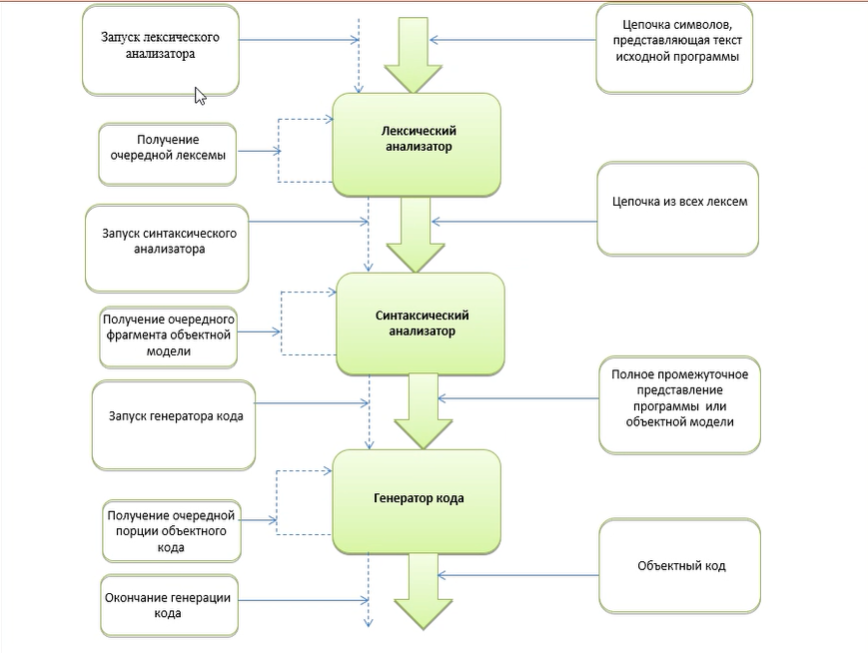 Запуск лексического
анализатора
Цепочка символов,
представляющая текст
исходной программы
Лексический
анализатор
Получение
очередной лексемы
Цепочка из всех лексем
Запуск синтаксического
анализатора
Синтаксический
анализатор
Получение очередного
фрагмента объектной
модели
Полное промежуточное
представление
программы или
объектной модели
Запуск генератора кода
Генератор кода
Получение очередной
порции объектного
кода
Объектный код
Окончание генерации
кода